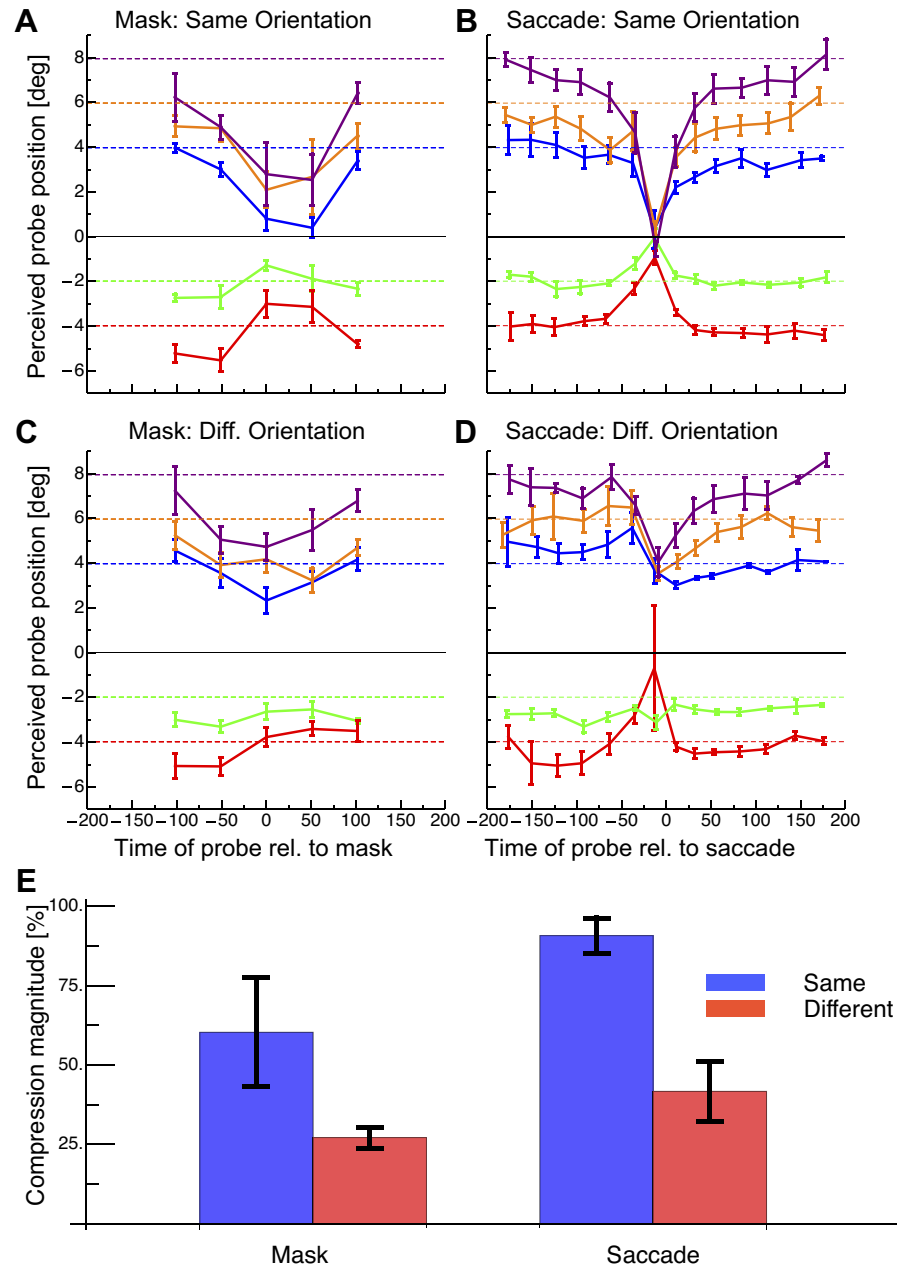 A Mask: Same Orientation
B Saccade: Same Orientation
Perceived probe position [deg]
8
6
4
2
0
−2
−4
−6
C Mask: Diff. Orientation
D Saccade: Diff. Orientation
Perceived probe position [deg]
8
6
4
2
0
−2
−4
−6
−200 −150 −100 −50 0 50 100 150 200
−200 −150 −100 −50 0 50 100 150 200
Time of probe rel. to mask
Time of probe rel. to saccade
E
Compression magnitude [%]
100.
75.
50.
25.
Same
Different
Mask
Saccade